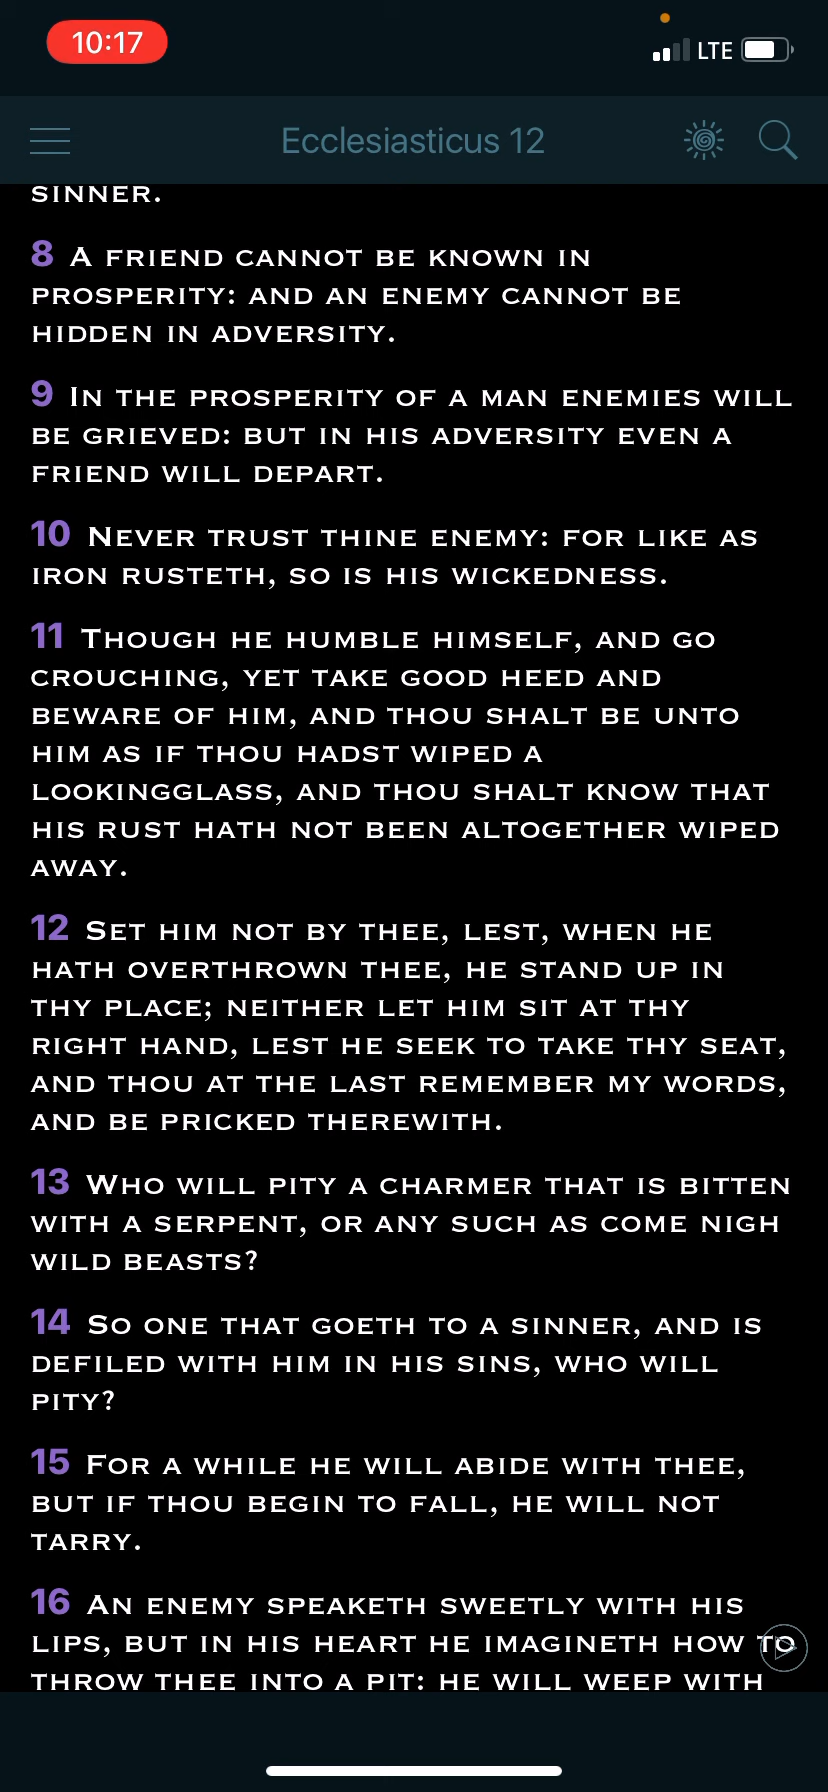 10:17
LTE
Ecclesiasticus 12
SINNER.
8 A FRIEND CANNOT BE KNOWN IN
PROSPERITY: AND AN ENEMY CANNOT BE
HIDDEN IN ADVERSITY.
9 IN THE PROSPERITY OF A MAN ENEMIES WILL
BE GRIEVED: BUT IN HIS ADVERSITY EVEN A
FRIEND WILL DEPART.
10 NEVER TRUST THINE ENEMY: FOR LIKE AS
IRON RUSTETH, SO IS HIS WICKEDNESS.
11 THOUGH HE HUMBLE HIMSELF, AND GO
CROUCHING, YET TAKE GOOD HEED AND
BEWARE OF HIM, AND THOU SHALT BE UNTO
HIM AS IF THOU HADST WIPED A
LOOKINGGLASS, AND THOU SHALT KNOW THAT
HIS RUST HATH NOT BEEN ALTOGETHER WIPED
AWAY.
12 SET HIM NOT BY THEE, LEST, WHEN HE
HATH OVERTHROWN THEE, HE STAND UP IN
THY PLACE; NEITHER LET HIM SIT AT THY
RIGHT HAND, LEST HE SEEK TO TAKE THY SEAT,
AND THOU AT THE LAST REMEMBER MY WORDS,
AND BE PRICKED THEREWITH.
13 WHO WILL PITY A CHARMER THAT IS BITTEN
WITH A SERPENT, OR ANY SUCH AS COME NIGH
WILD BEASTS?
14 SO ONE THAT GOETH TO A SINNER, AND IS
DEFILED WITH HIM IN HIS SINS, WHO WILL
PITY?
15 FOR A WHILE HE WILL ABIDE WITH THEE,
BUT IF THOU BEGIN TO FALL, HE WILL NOT
TARRY.
16 AN ENEMY SPEAKETH SWEETLY WITH HIS
LIPS, BUT IN HIS HEART HE IMAGINETH HOW TO
THROW THEE INTO A PIT: HE WILL WEEP WITH